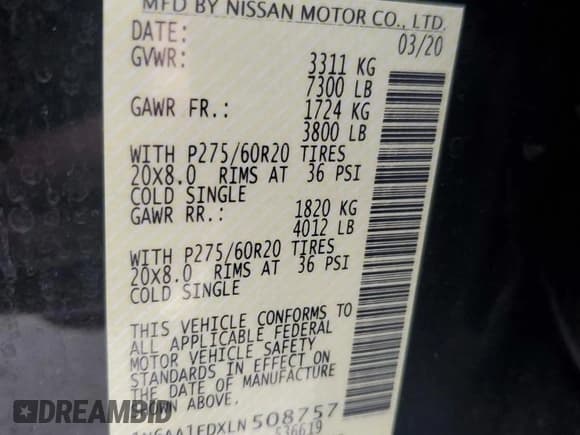 MFD BY NISSAN MOTOR CO., LTD.
DATE: 03/20
GVWR: 3311 KG
7300 LB
GAWR FR.: 1724 KG
3800 LB
WITH P275/60R20 TIRES
20X8.0 RIMS AT 36 PSI
COLD SINGLE
GAWR RR.: 1820 KG
4012 LB
WITH P275/60R20 TIRES
20X8.0 RIMS AT 36 PSI
COLD SINGLE
THIS VEHICLE CONFORMS TO
ALL APPLICABLE FEDERAL
MOTOR VEHICLE SAFETY
STANDARDS IN EFFECT ON
THE DATE OF MANUFACTURE
SHOWN ABOVE.
1N6AA1EDXLN508757
S36619
DREAMBID